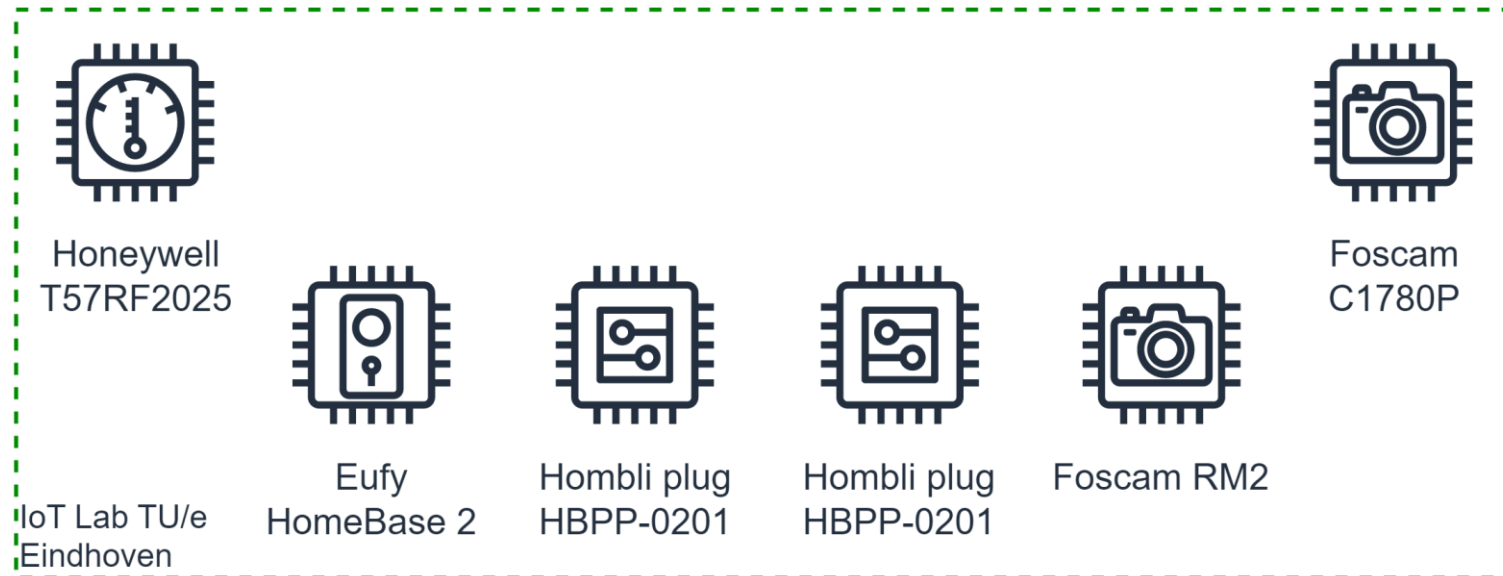 Honeywell
T57RF2025
Foscam
C1780P
Eufy
HomeBase 2
Hombli plug
HBPP-0201
Hombli plug
HBPP-0201
Foscam RM2
IoT Lab TU/e
Eindhoven